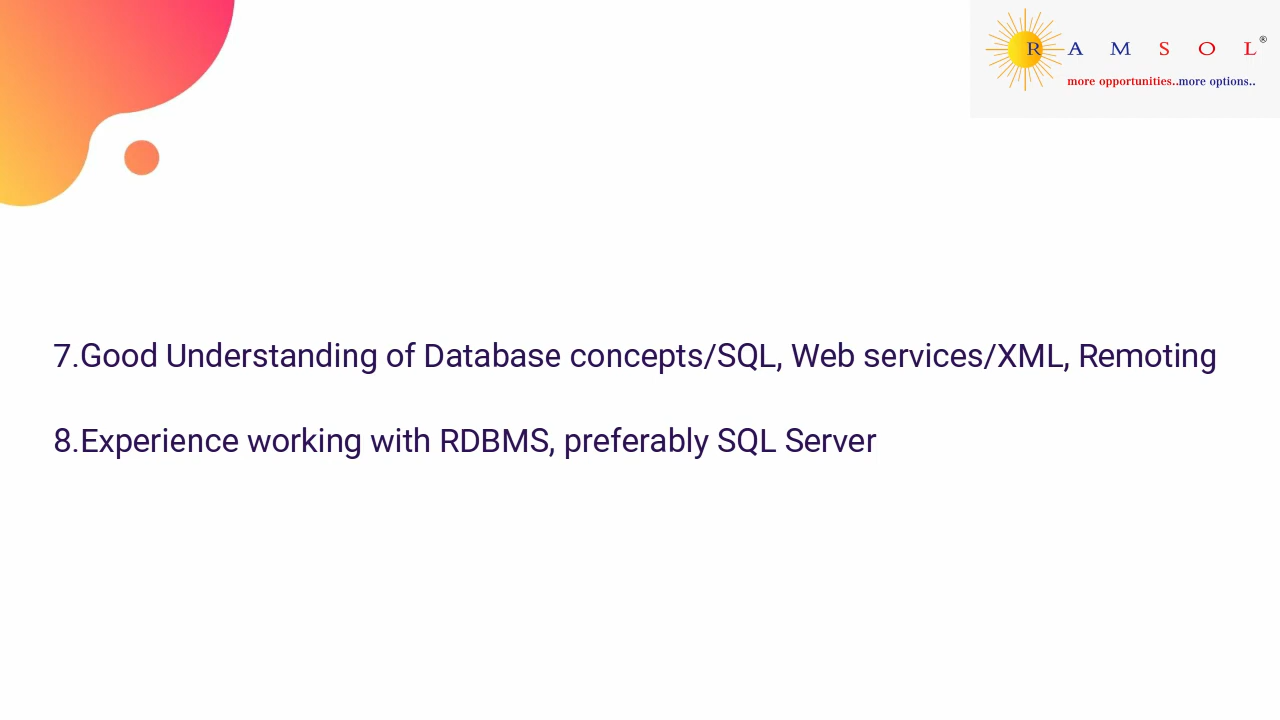 R A M S O L®
more opportunities..more options..
7.Good Understanding of Database concepts/SQL, Web services/XML, Remoting
8.Experience working with RDBMS, preferably SQL Server